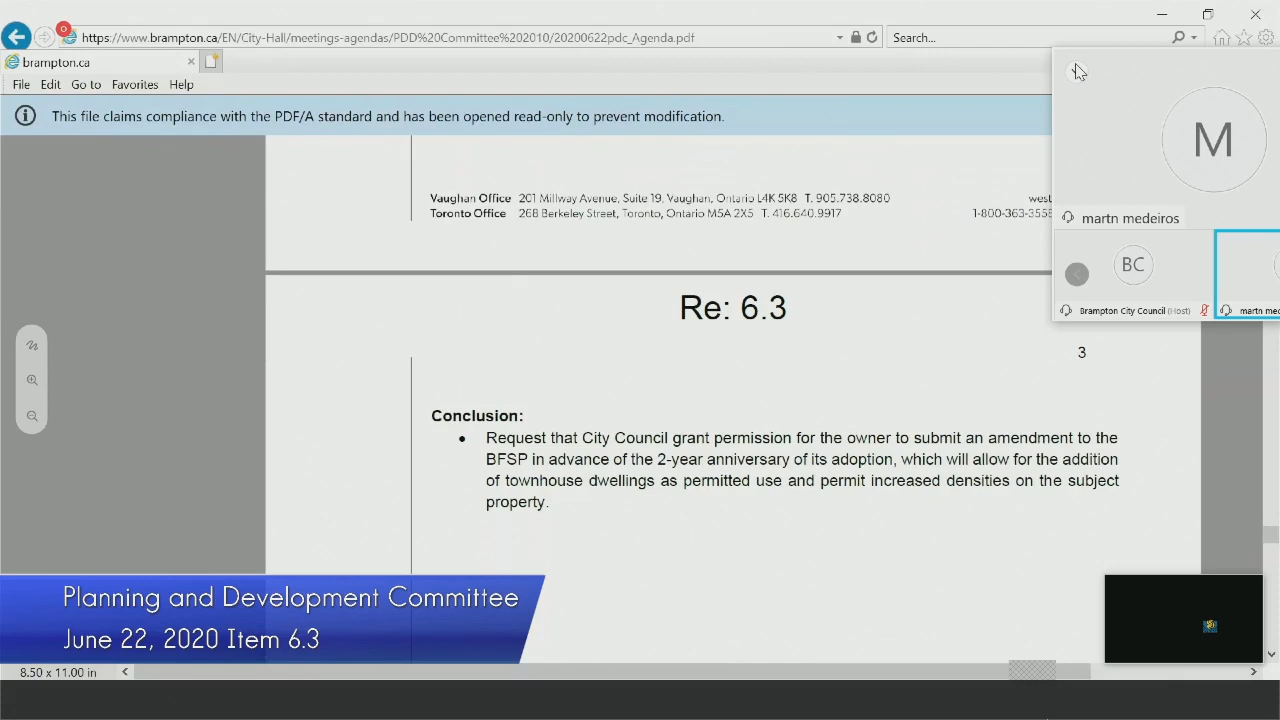 https://www.brampton.ca/EN/City-Hall/meetings-agendas/PDD%20Committee%202010/20200622pdc_Agenda.pdf
Search...
brampton.ca
File Edit Go to Favorites Help
This file claims compliance with the PDF/A standard and has been opened read-only to prevent modification.
M
martn medeiros
BC
Brampton City Council (Host)
martn med
Vaughan Office 201 Millway Avenue, Suite 19, Vaughan, Ontario L4K 5K8 T. 905.738.8080
west
Toronto Office 268 Berkeley Street, Toronto, Ontario M5A 2X5 T. 416.640.9917
1-800-363-3558
Re: 6.3
3
Conclusion:
• Request that City Council grant permission for the owner to submit an amendment to the
BFSP in advance of the 2-year anniversary of its adoption, which will allow for the addition
of townhouse dwellings as permitted use and permit increased densities on the subject
property.
Planning and Development Committee
June 22, 2020 Item 6.3
8.50 x 11.00 in